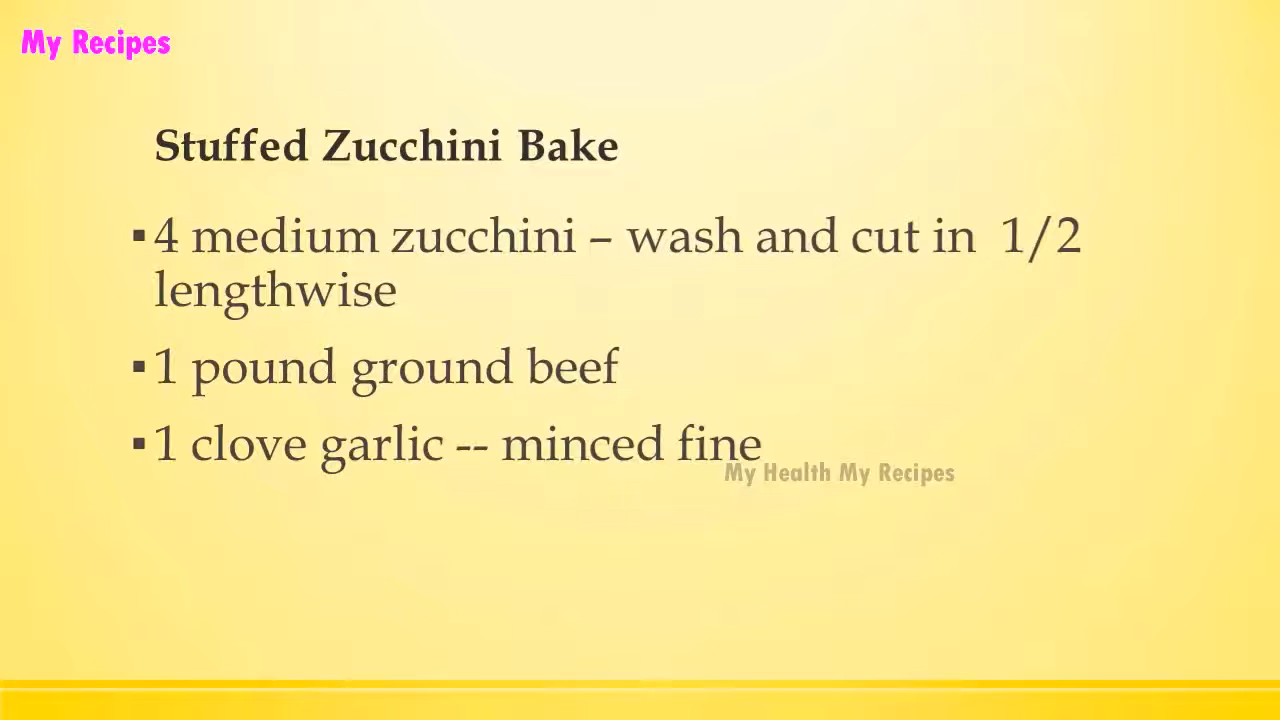 My Recipes
Stuffed Zucchini Bake
▪4 medium zucchini – wash and cut in 1/2
lengthwise
▪1 pound ground beef
▪1 clove garlic -- minced fine
My Health My Recipes